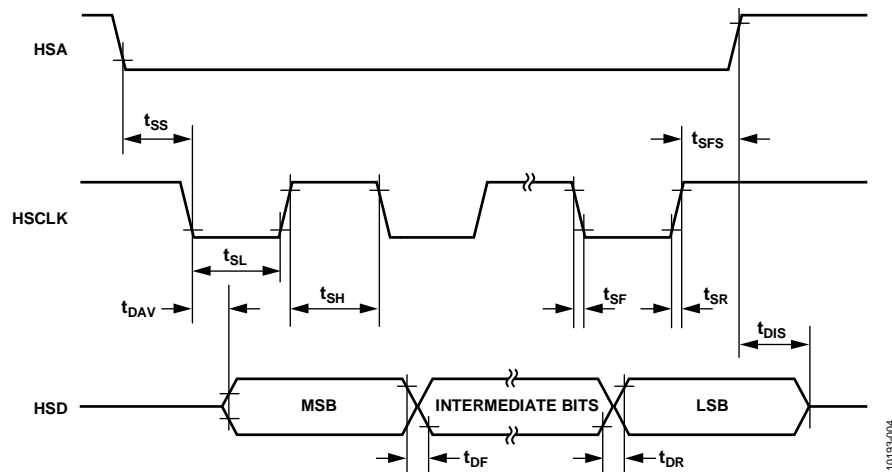 HSA
tSS
tSFS
HSCLK
tSL
tSH
tSF
tSR
tDAV
tDIS
HSD
MSB
INTERMEDIATE BITS
LSB
tDF
tDR
10193-004